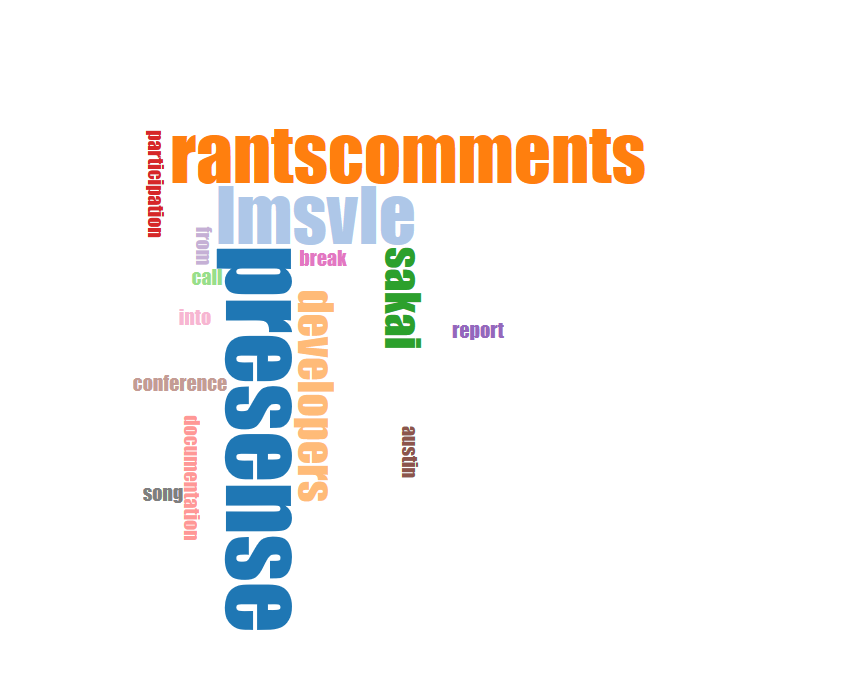 participation
rantscomments
lmsvle
from
break
sakai
call
presense
developers
into
report
conference
documentation
austin
song